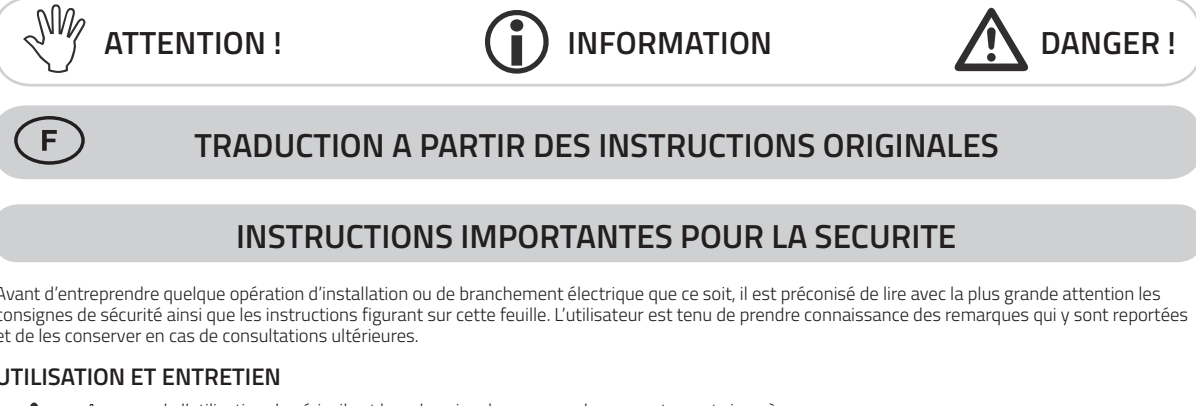 ATTENTION !
INFORMATION
DANGER !
F
TRADUCTION A PARTIR DES INSTRUCTIONS ORIGINALES
INSTRUCTIONS IMPORTANTES POUR LA SECURITE
Avant d’entreprendre quelque opération d’installation ou de branchement électrique que ce soit, il est préconisé de lire avec la plus grande attention les
consignes de sécurité ainsi que les instructions figurant sur cette feuille. L’utilisateur est tenu de prendre connaissance des remarques qui y sont reportées
et de les conserver en cas de consultations ultérieures.
UTILISATION ET ENTRETIEN